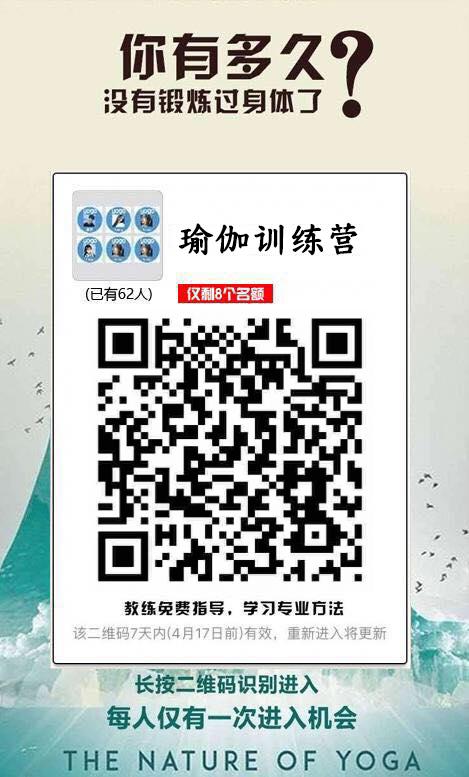 你有多久
没有锻炼过身体了？
瑜伽训练营
(已有62人)
仅剩8个名额
教练免费指导，学习专业方法
该二维码7天内(4月17日前)有效，重新进入将更新
长按二维码识别进入
每人仅有一次进入机会
THE NATURE OF YOGA